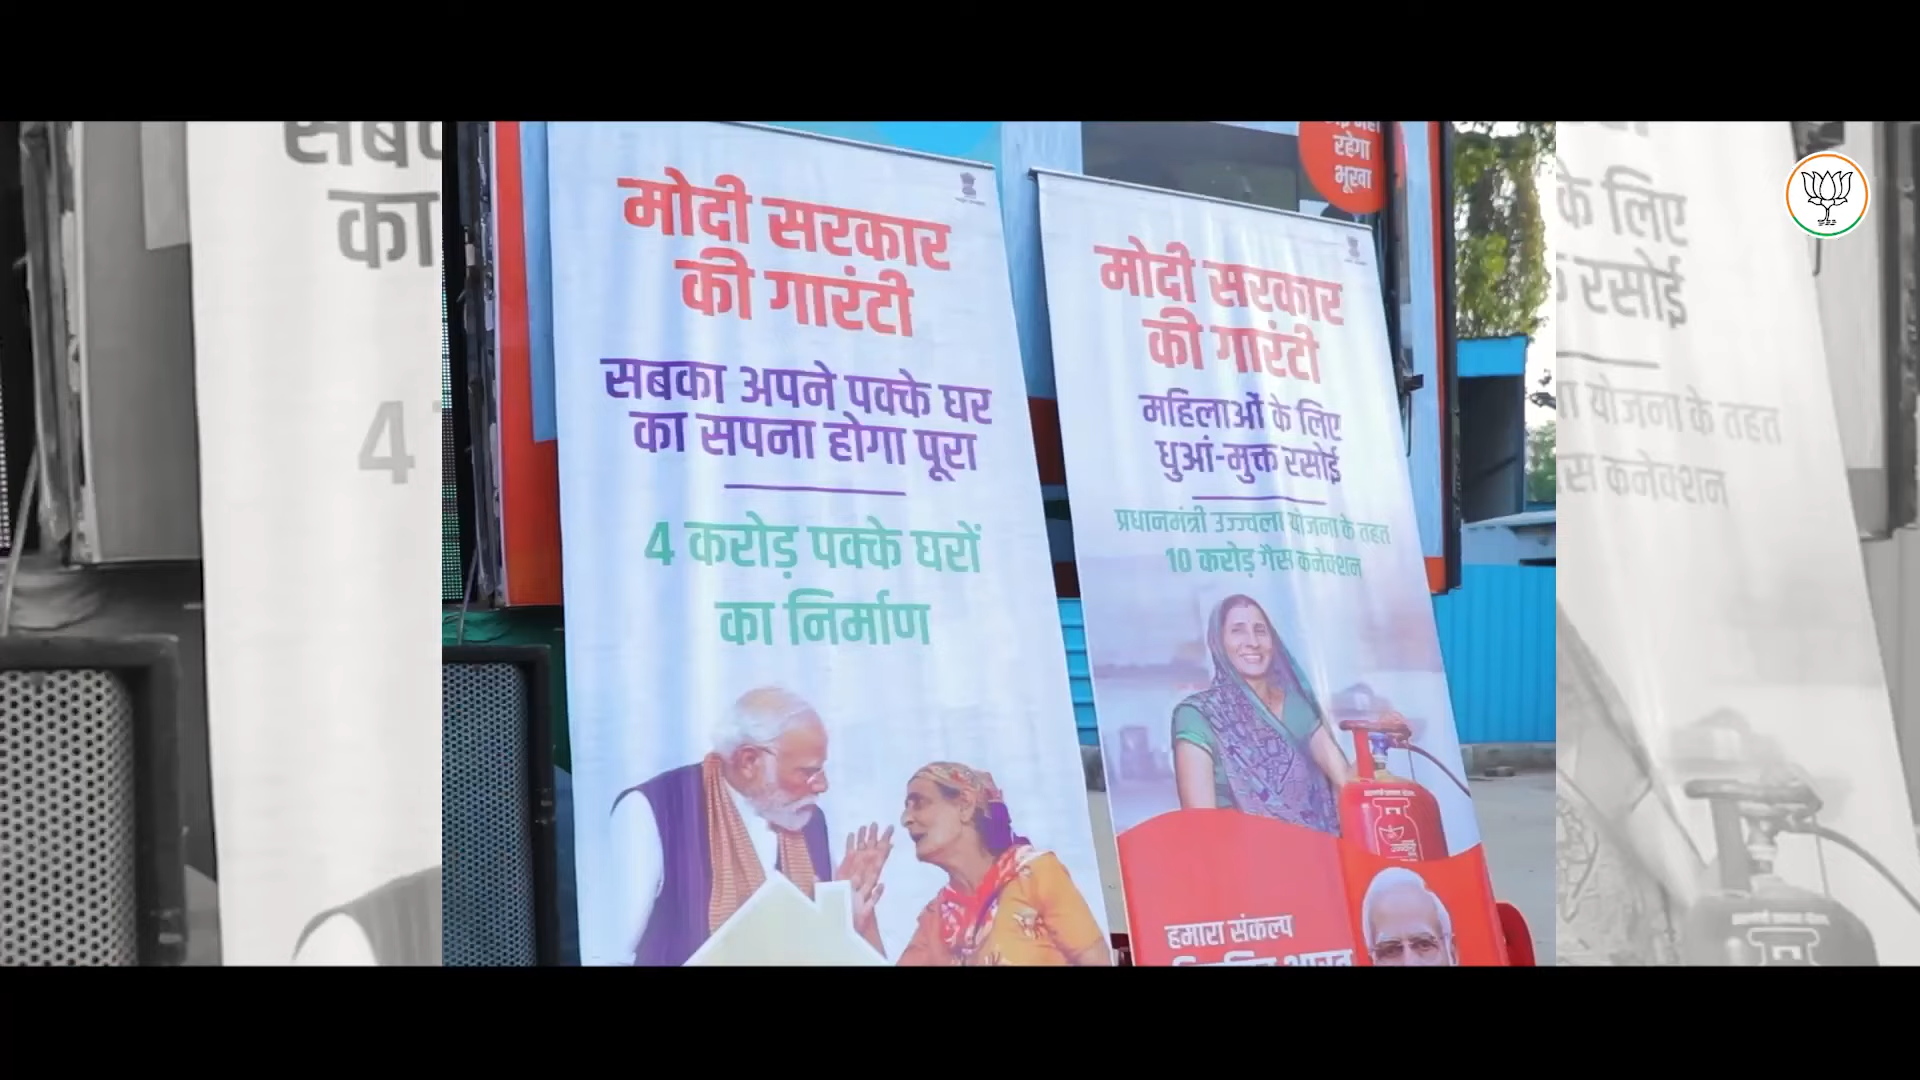 मोदी सरकार
की गारंटी
सबका अपने पक्के घर
का सपना होगा पूरा
4 करोड़ पक्के घरों
का निर्माण
रहेगा
भूखा
मोदी सरकार
की गारंटी
महिलाओं के लिए
धुआं-मुक्त रसोई
प्रधानमंत्री उज्ज्वला योजना के तहत
10 करोड़ गैस कनेक्शन
हमारा संकल्प
का
4
के लिए
रसोई
योजना के तहत
कनेक्शन